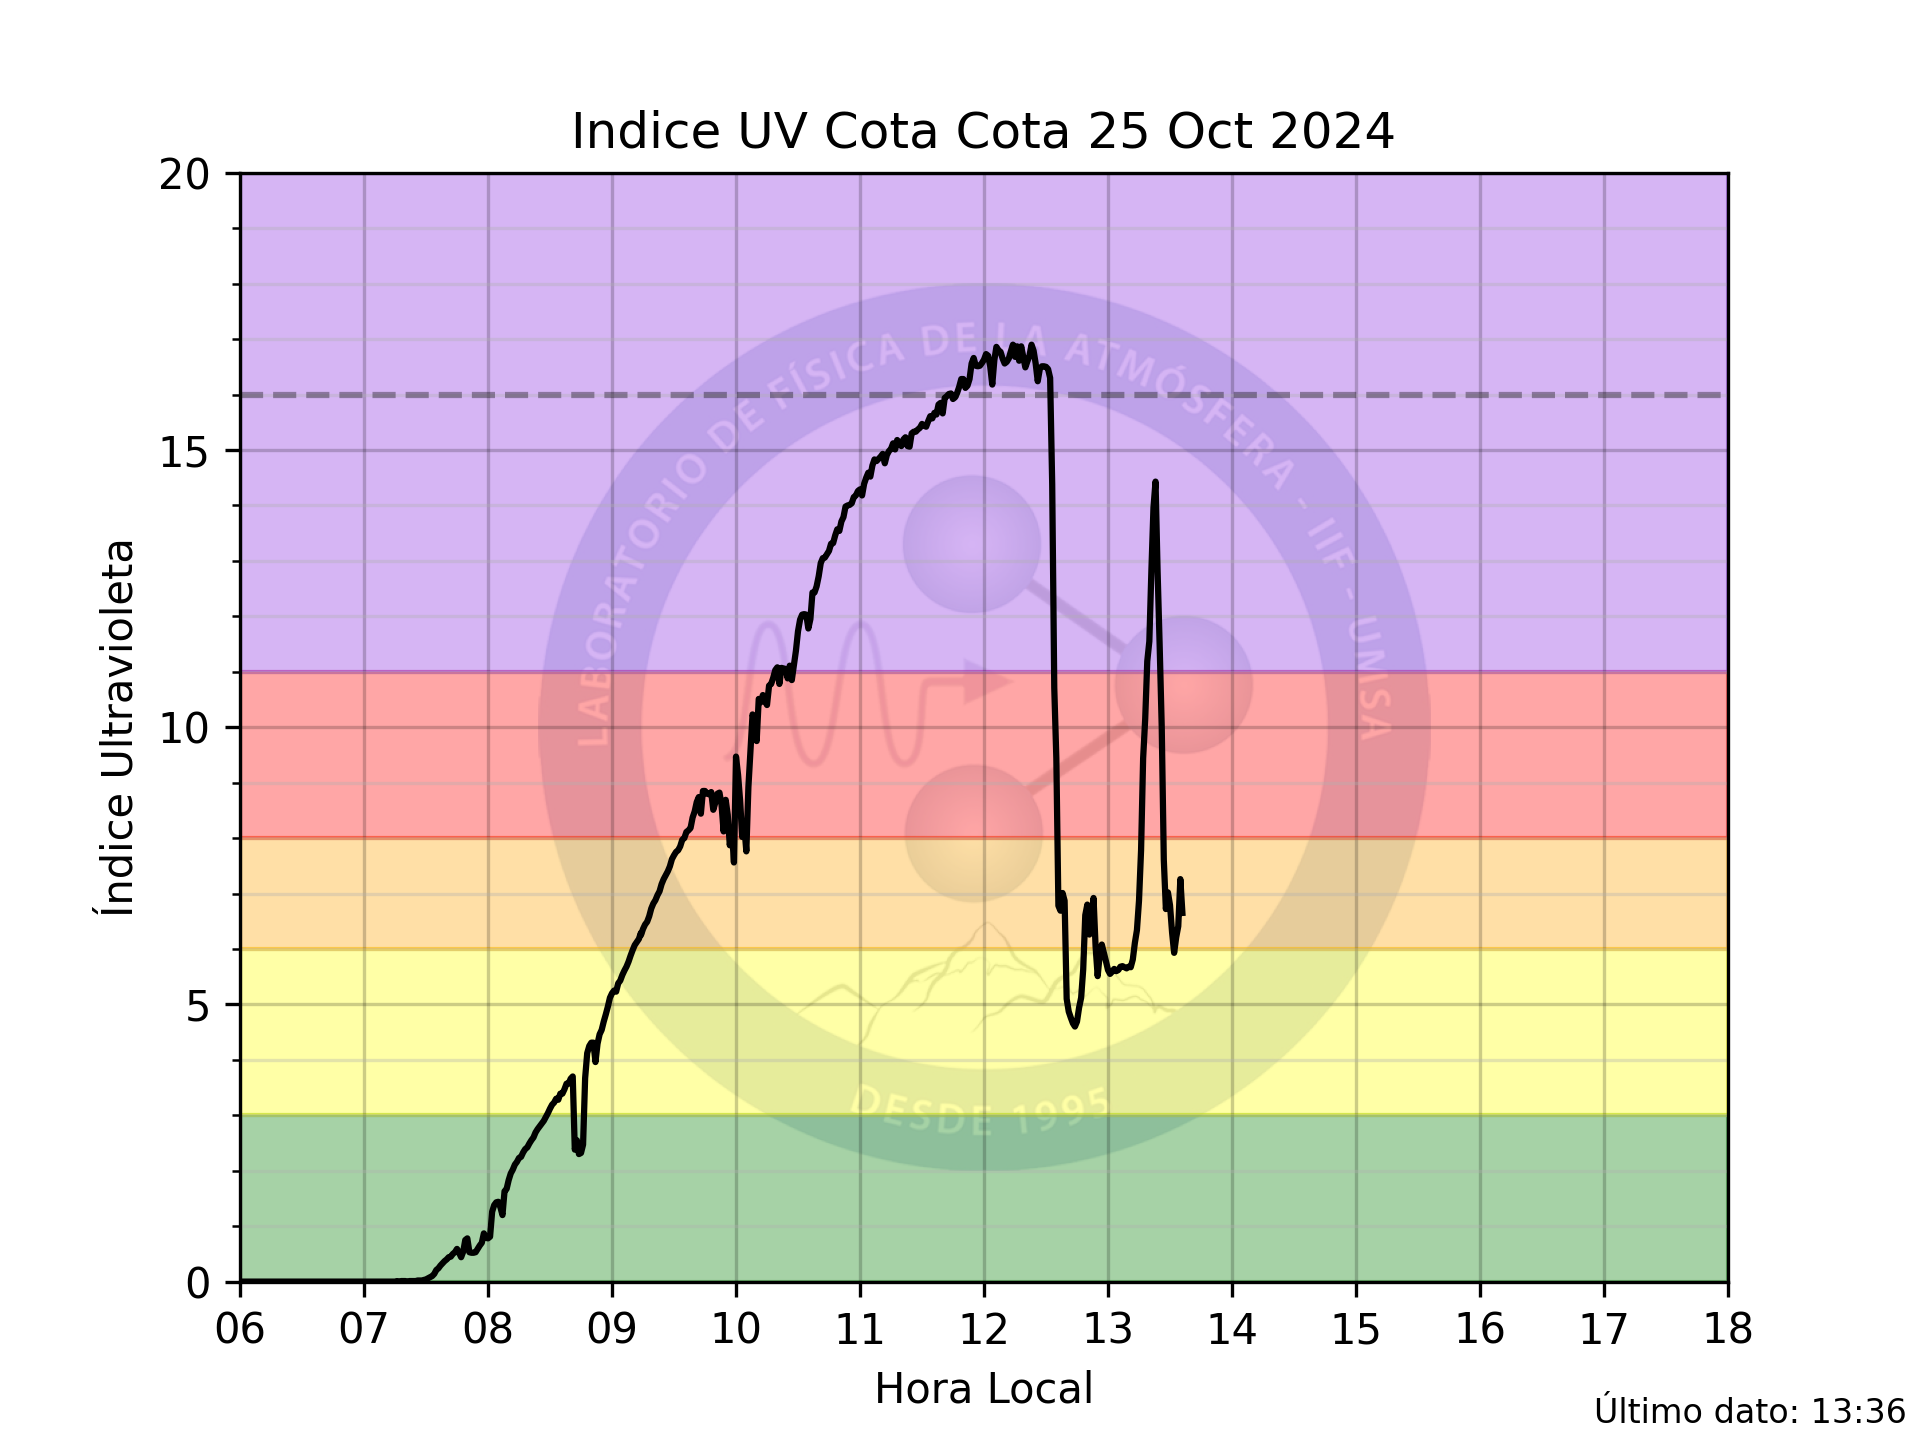 Indice UV Cota Cota 25 Oct 2024
20
15
10
5
0
Índice Ultravioleta
LABORATORIO DE FÍSICA DE LA ATMÓSFERA - IIF - UMSA
DESDE 1995
06 07 08 09 10 11 12 13 14 15 16 17 18
Hora Local
Último dato: 13:36